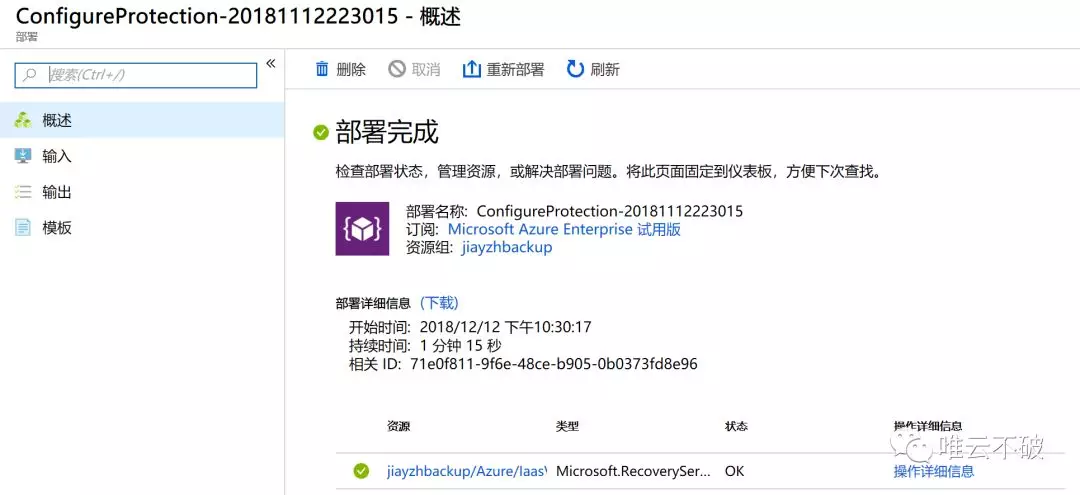 ConfigureProtection-20181112223015 - 概述
部署
搜索(Ctrl+/)
«
删除
取消
重新部署
刷新
概述
输入
输出
模板
部署完成
检查部署状态，管理资源，或解决部署问题。将此页面固定到仪表板，方便下次查找。
部署名称: ConfigureProtection-20181112223015
订阅: Microsoft Azure Enterprise 试用版
资源组: jiayzhbackup
部署详细信息 (下载)
开始时间: 2018/12/12 下午10:30:17
持续时间: 1 分钟 15 秒
相关 ID: 71e0f811-9f6e-48ce-b905-0b0373fd8e96
资源 类型 状态 操作详细信息
jiayzhbackup/Azure/IaasV Microsoft.RecoverySer... OK 操作详细信息
唯云不破